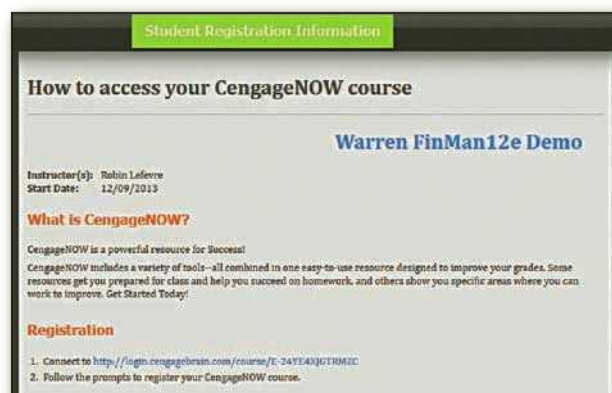 Student Registration Information
How to access your CengageNOW course
Warren FinMan12e Demo
Instructor(s): Robin Lefevre
Start Date: 12/09/2013
What is CengageNOW?
CengageNOW is a powerful resource for Success!
CengageNOW includes a variety of tools--all combined in one easy-to-use resource designed to improve your grades. Some
resources get you prepared for class and help you succeed on homework, and others show you specific areas where you can
work to improve. Get Started Today!
Registration
1. Connect to http://login.cengagebrain.com/course/
2. Follow the prompts to register your CengageNOW course.